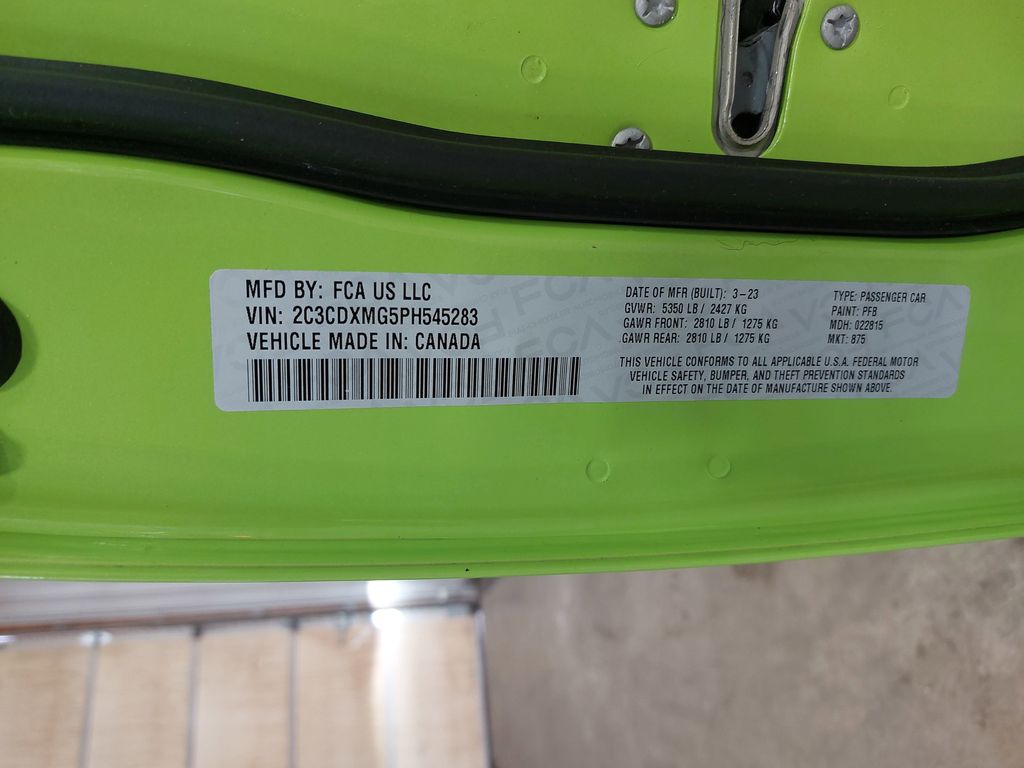 MFD BY: FCA US LLC
VIN: 2C3CDXMG5PH545283
VEHICLE MADE IN: CANADA
DATE OF MFR (BUILT): 3-23
GVWR: 5350 LB / 2427 KG
GAWR FRONT: 2810 LB / 1275 KG
GAWR REAR: 2810 LB / 1275 KG
TYPE: PASSENGER CAR
PAINT: PFB
MDH: 022815
MKT: 875
THIS VEHICLE CONFORMS TO ALL APPLICABLE U.S.A. FEDERAL MOTOR
VEHICLE SAFETY, BUMPER, AND THEFT PREVENTION STANDARDS
IN EFFECT ON THE DATE OF MANUFACTURE SHOWN ABOVE.